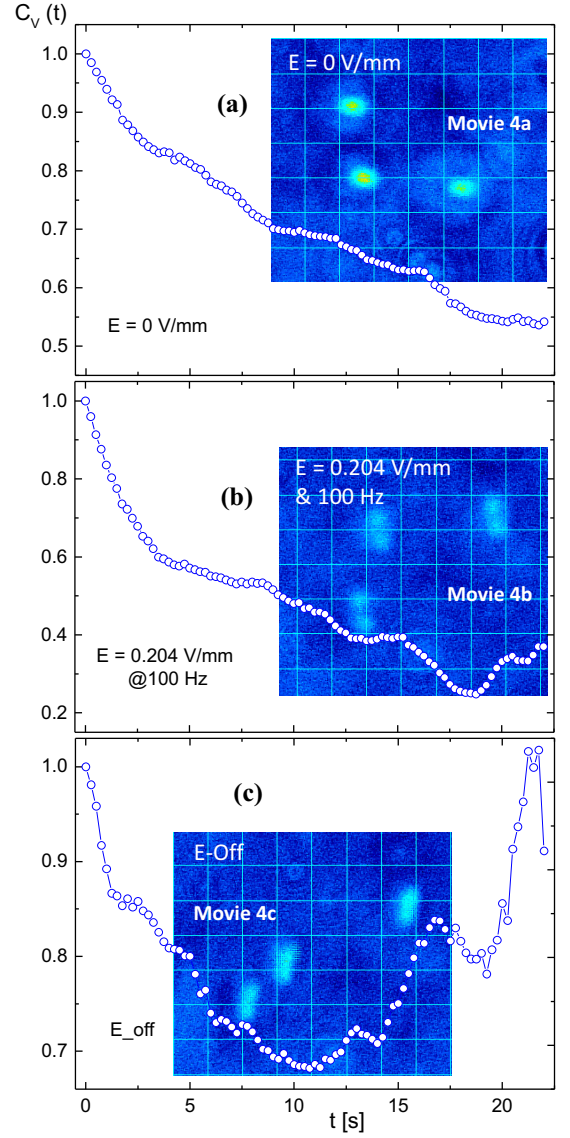 C_V (t)
1.0
0.9
0.8
0.7
0.6
0.5
(a)
E = 0 V/mm
Movie 4a
E = 0 V/mm
1.0
0.8
0.6
0.4
0.2
(b)
E = 0.204 V/mm
& 100 Hz
Movie 4b
E = 0.204 V/mm
@100 Hz
1.0
0.9
0.8
0.7
(c)
E-Off
Movie 4c
E_off
0 5 10 15 20
t [s]